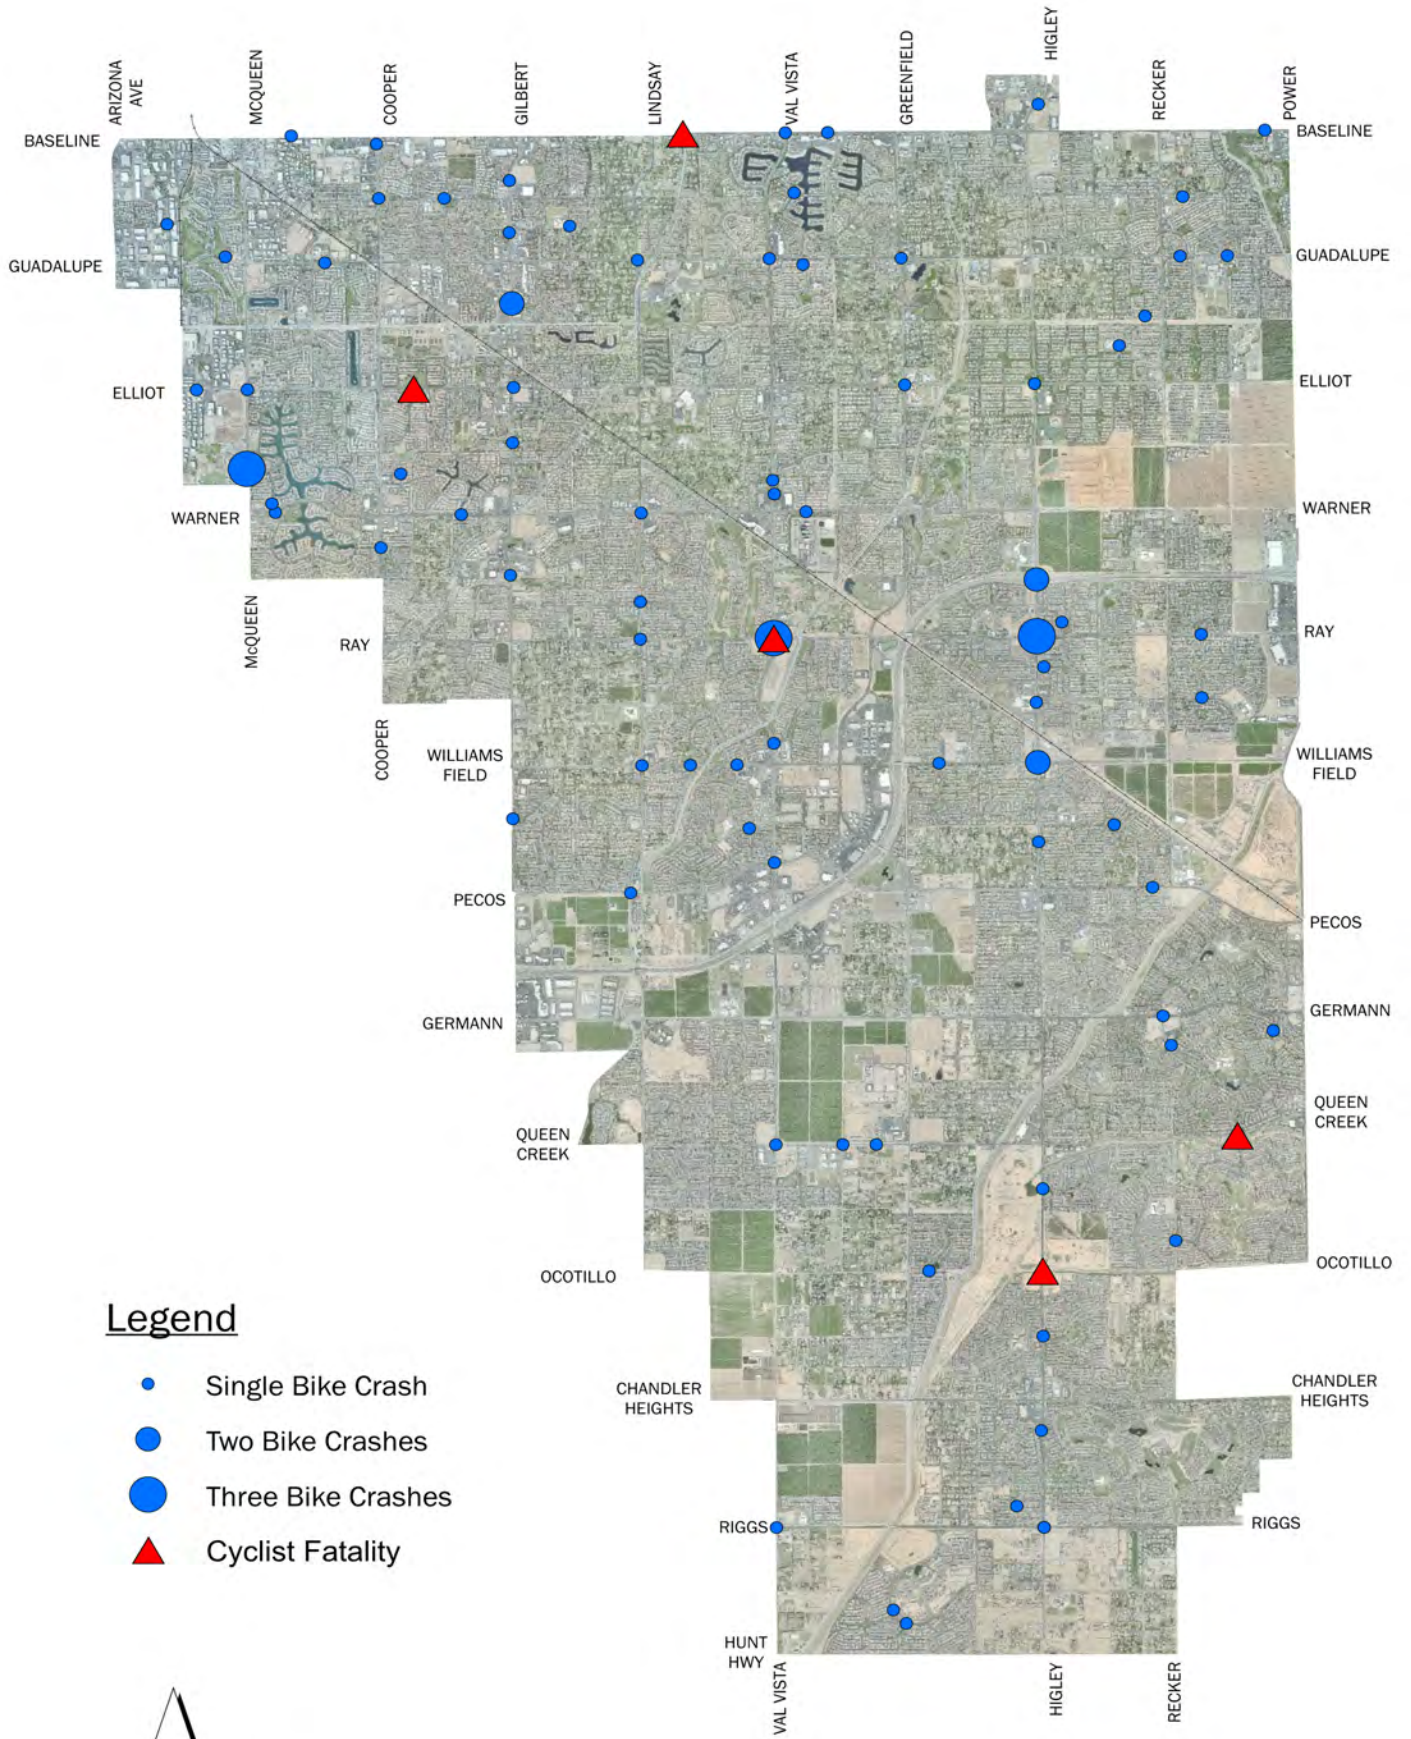 ARIZONA
AVE
MCQUEEN
COOPER
GILBERT
LINDSAY
VAL VISTA
GREENFIELD
HIGLEY
RECKER
POWER
BASELINE
BASELINE
GUADALUPE
GUADALUPE
ELLIOT
ELLIOT
WARNER
WARNER
McQUEEN
RAY
RAY
COOPER
WILLIAMS
FIELD
WILLIAMS
FIELD
PECOS
PECOS
GERMANN
GERMANN
QUEEN
CREEK
QUEEN
CREEK
OCOTILLO
OCOTILLO
Legend
Single Bike Crash
Two Bike Crashes
Three Bike Crashes
Cyclist Fatality
CHANDLER
HEIGHTS
CHANDLER
HEIGHTS
RIGGS
RIGGS
HUNT
HWY
VAL VISTA
HIGLEY
RECKER